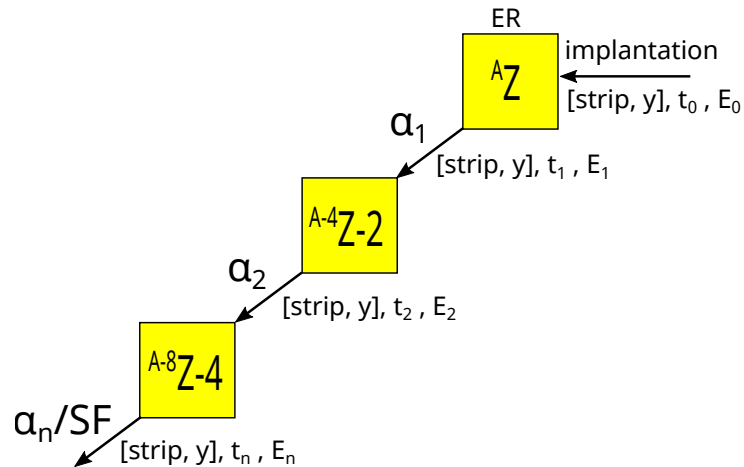 ER
implantation
ᴬZ
[strip, y], t₀ , E₀
α₁
[strip, y], t₁ , E₁
ᴬ⁻⁴Z-2
α₂
[strip, y], t₂ , E₂
ᴬ⁻⁸Z-4
αₙ/SF
[strip, y], tₙ , Eₙ